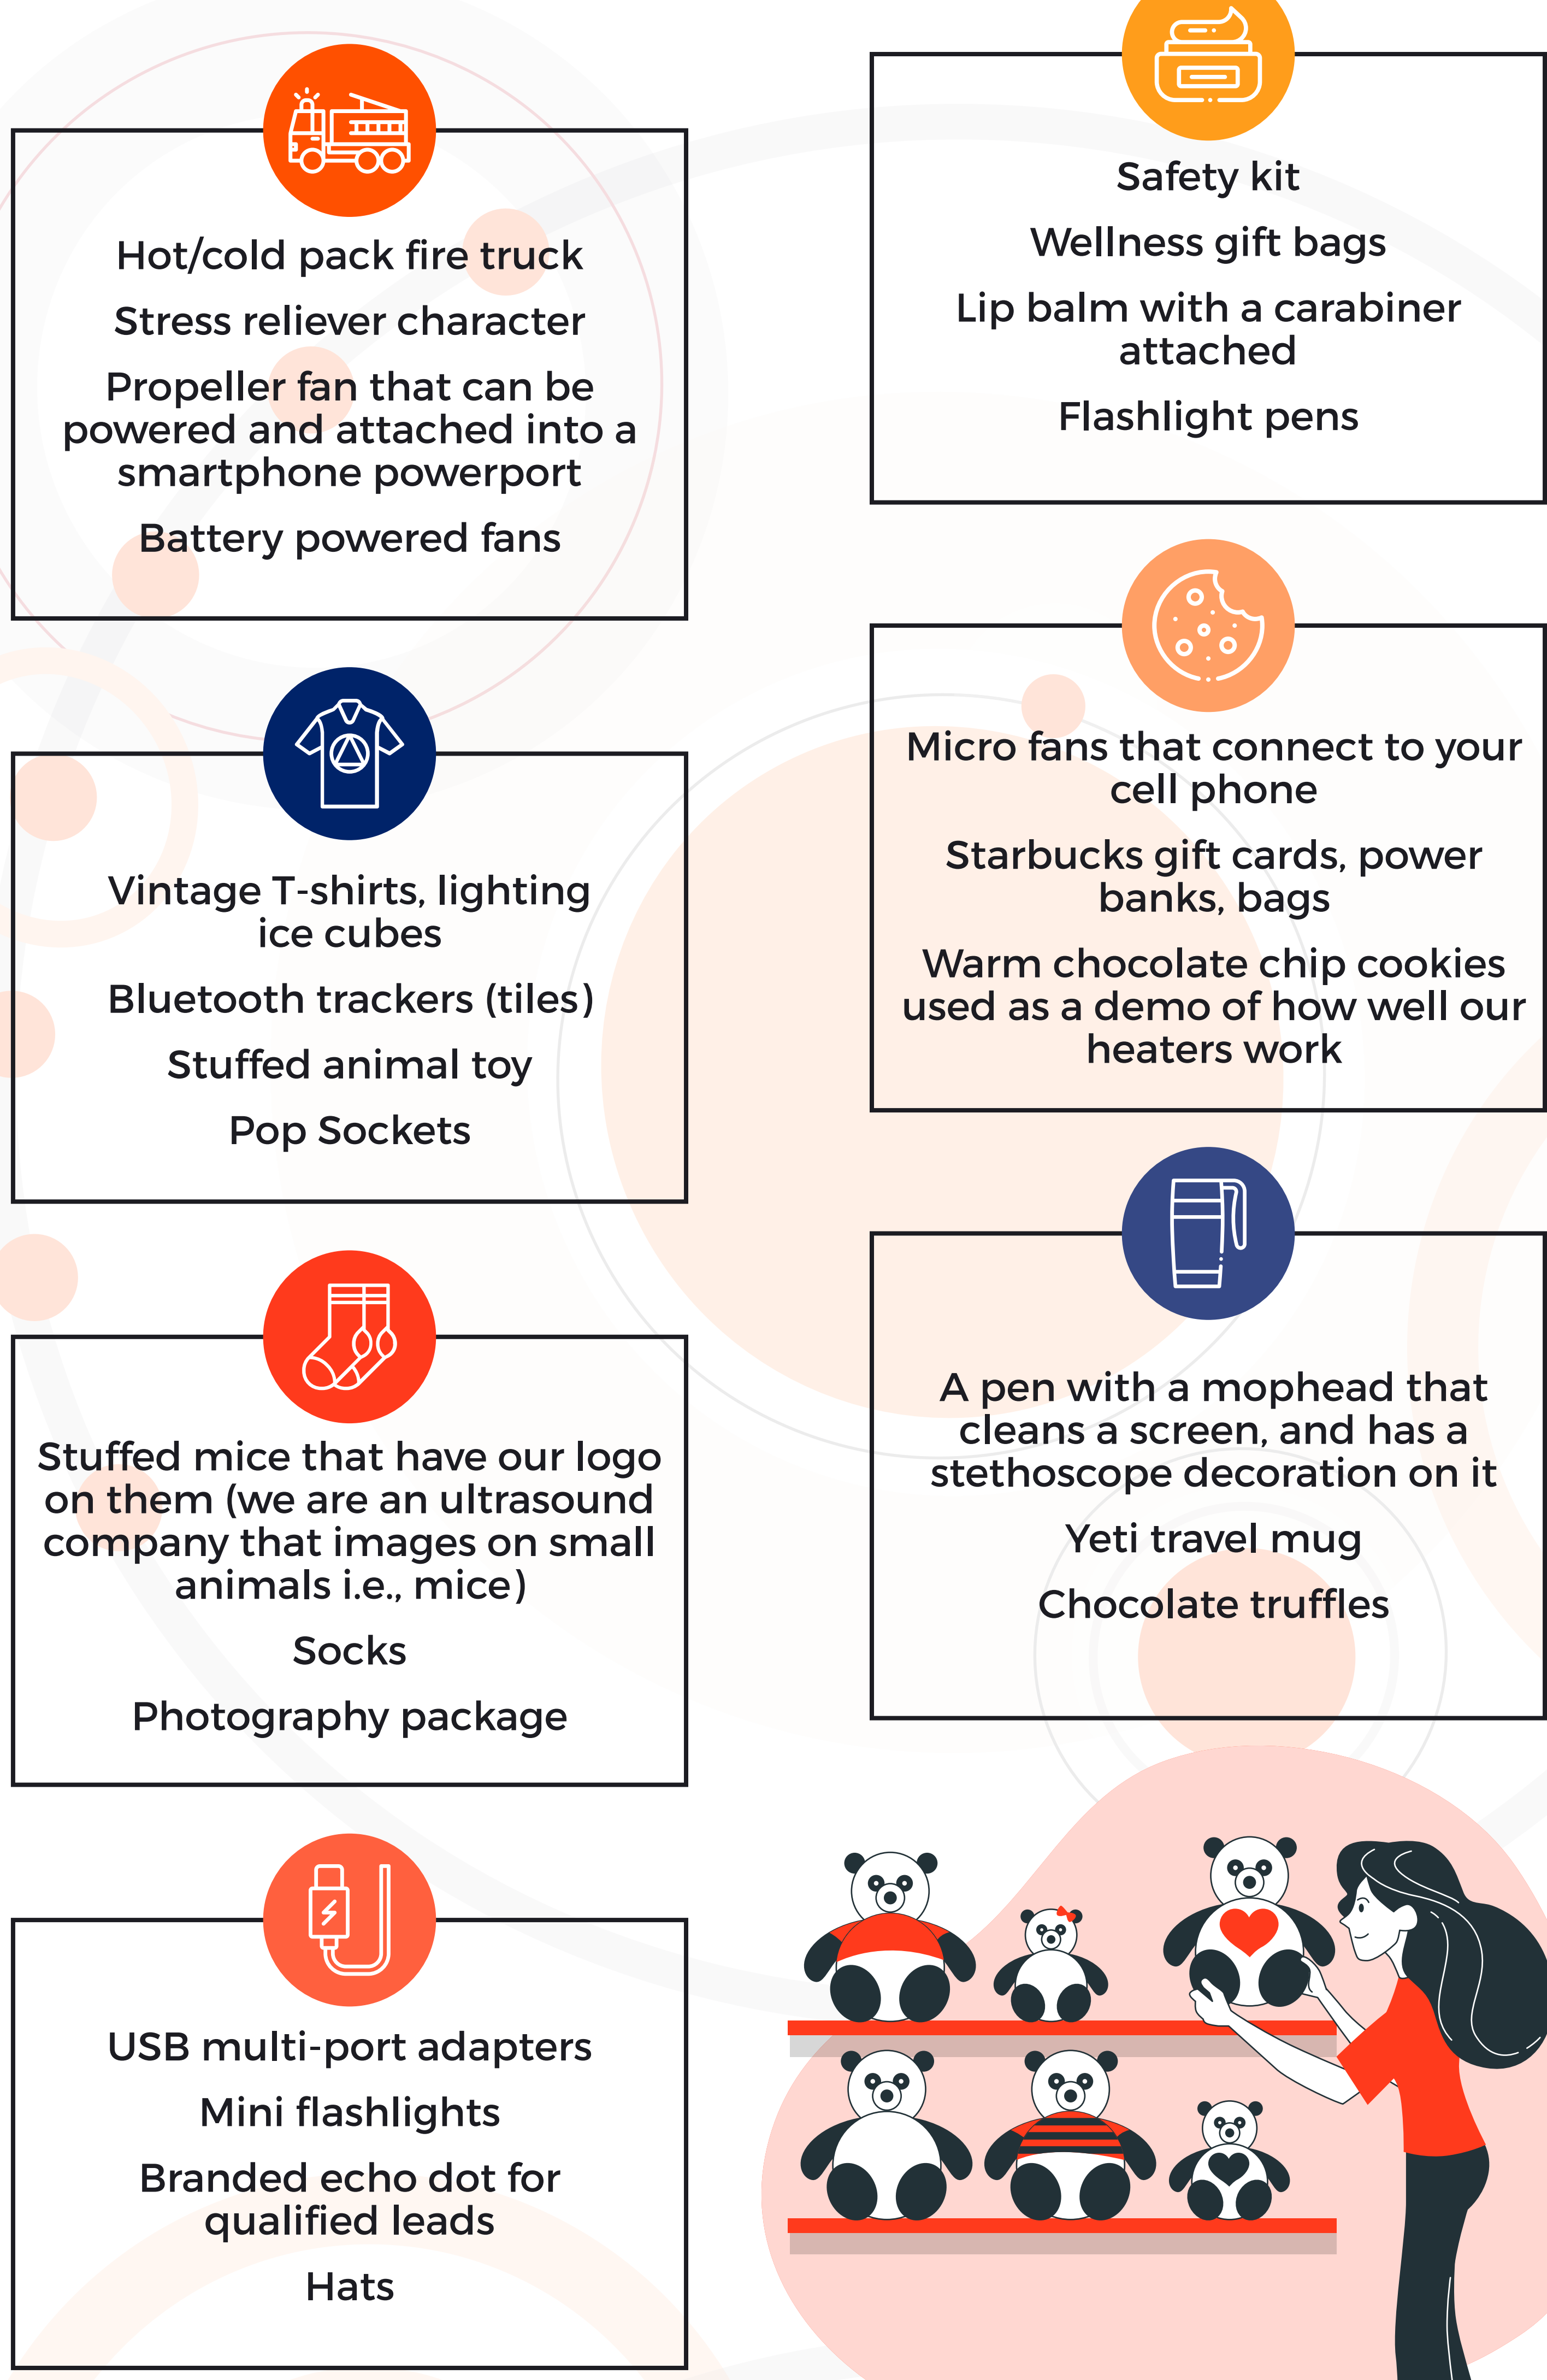 Hot/cold pack fire truck
Stress reliever character
Propeller fan that can be
powered and attached into a
smartphone powerport
Battery powered fans
Vintage T-shirts, lighting
ice cubes
Bluetooth trackers (tiles)
Stuffed animal toy
Pop Sockets
Stuffed mice that have our logo
on them (we are an ultrasound
company that images on small
animals i.e., mice)
Socks
Photography package
USB multi-port adapters
Mini flashlights
Branded echo dot for
qualified leads
Hats
Safety kit
Wellness gift bags
Lip balm with a carabiner
attached
Flashlight pens
Micro fans that connect to your
cell phone
Starbucks gift cards, power
banks, bags
Warm chocolate chip cookies
used as a demo of how well our
heaters work
A pen with a mophead that
cleans a screen, and has a
stethoscope decoration on it
Yeti travel mug
Chocolate truffles